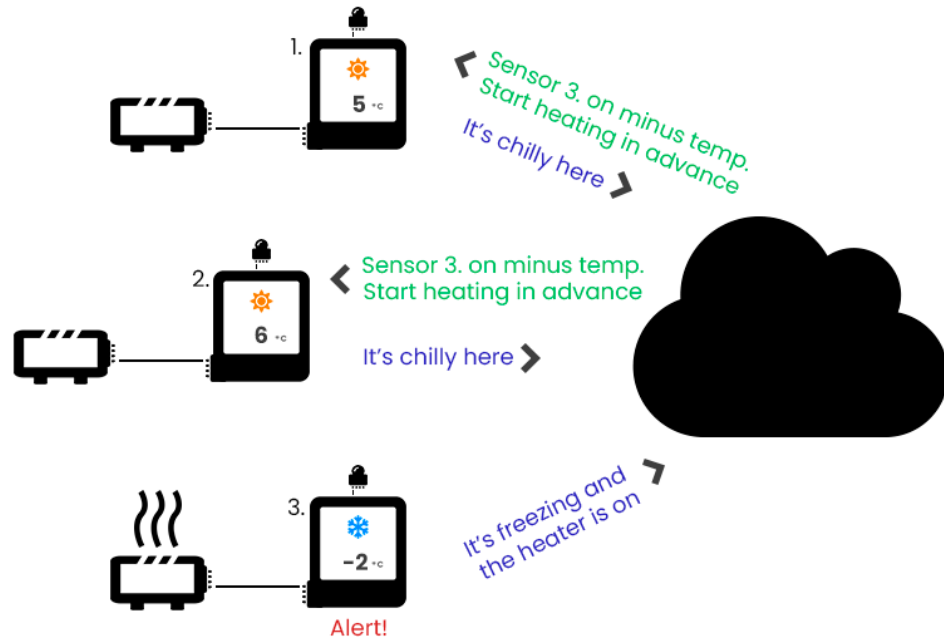 1.
5 °c
Sensor 3. on minus temp.
Start heating in advance
It's chilly here
2.
6 °c
Sensor 3. on minus temp.
Start heating in advance
It's chilly here
3.
-2 °c
Alert!
It's freezing and
the heater is on